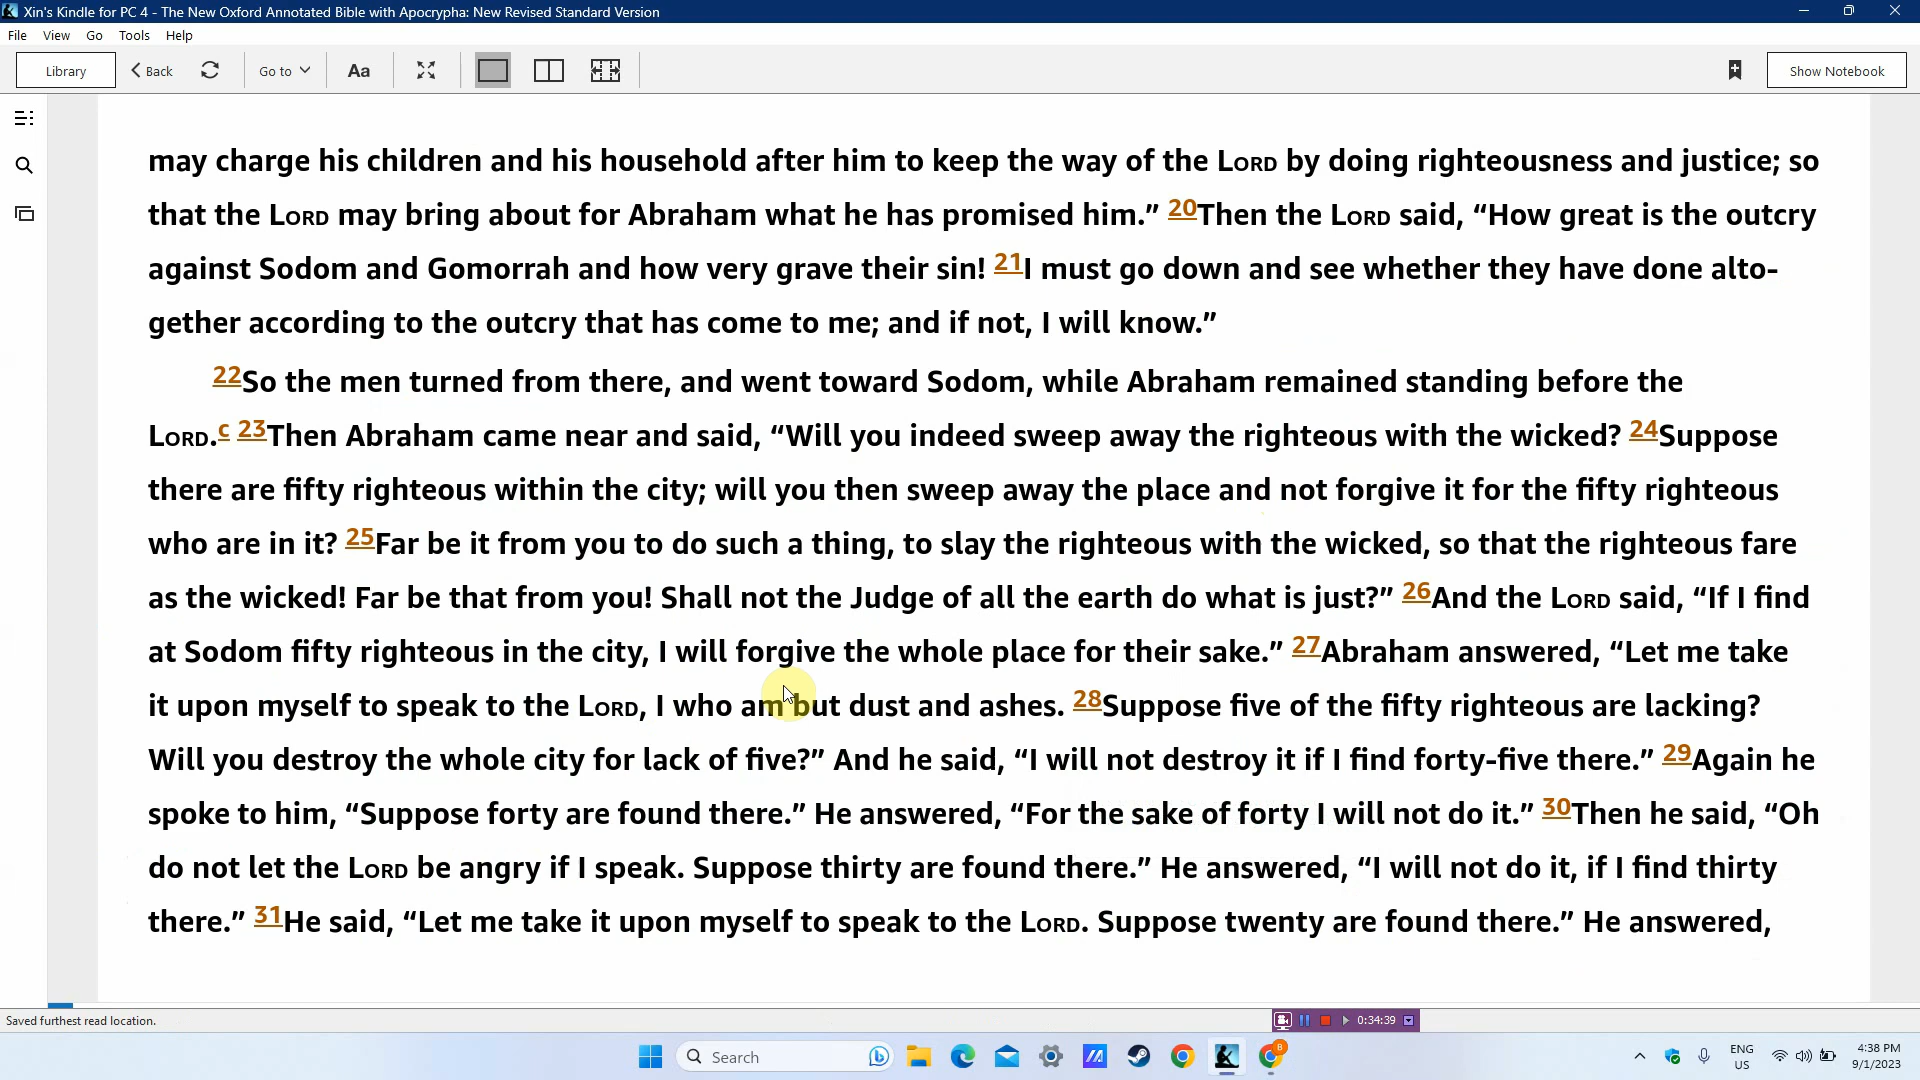 Xin's Kindle for PC 4 - The New Oxford Annotated Bible with Apocrypha: New Revised Standard Version
File View Go Tools Help
Library Back Go to Aa Show Notebook
may charge his children and his household after him to keep the way of the LORD by doing righteousness and justice; so
that the LORD may bring about for Abraham what he has promised him.” 20Then the LORD said, “How great is the outcry
against Sodom and Gomorrah and how very grave their sin! 21I must go down and see whether they have done alto-
gether according to the outcry that has come to me; and if not, I will know.”
22So the men turned from there, and went toward Sodom, while Abraham remained standing before the
LORD.c 23Then Abraham came near and said, “Will you indeed sweep away the righteous with the wicked? 24Suppose
there are fifty righteous within the city; will you then sweep away the place and not forgive it for the fifty righteous
who are in it? 25Far be it from you to do such a thing, to slay the righteous with the wicked, so that the righteous fare
as the wicked! Far be that from you! Shall not the Judge of all the earth do what is just?” 26And the LORD said, “If I find
at Sodom fifty righteous in the city, I will forgive the whole place for their sake.” 27Abraham answered, “Let me take
it upon myself to speak to the LORD, I who am but dust and ashes. 28Suppose five of the fifty righteous are lacking?
Will you destroy the whole city for lack of five?” And he said, “I will not destroy it if I find forty-five there.” 29Again he
spoke to him, “Suppose forty are found there.” He answered, “For the sake of forty I will not do it.” 30Then he said, “Oh
do not let the LORD be angry if I speak. Suppose thirty are found there.” He answered, “I will not do it, if I find thirty
there.” 31He said, “Let me take it upon myself to speak to the LORD. Suppose twenty are found there.” He answered,
Saved furthest read location.
0:34:39
Search
8
ENG
US
4:38 PM
9/1/2023